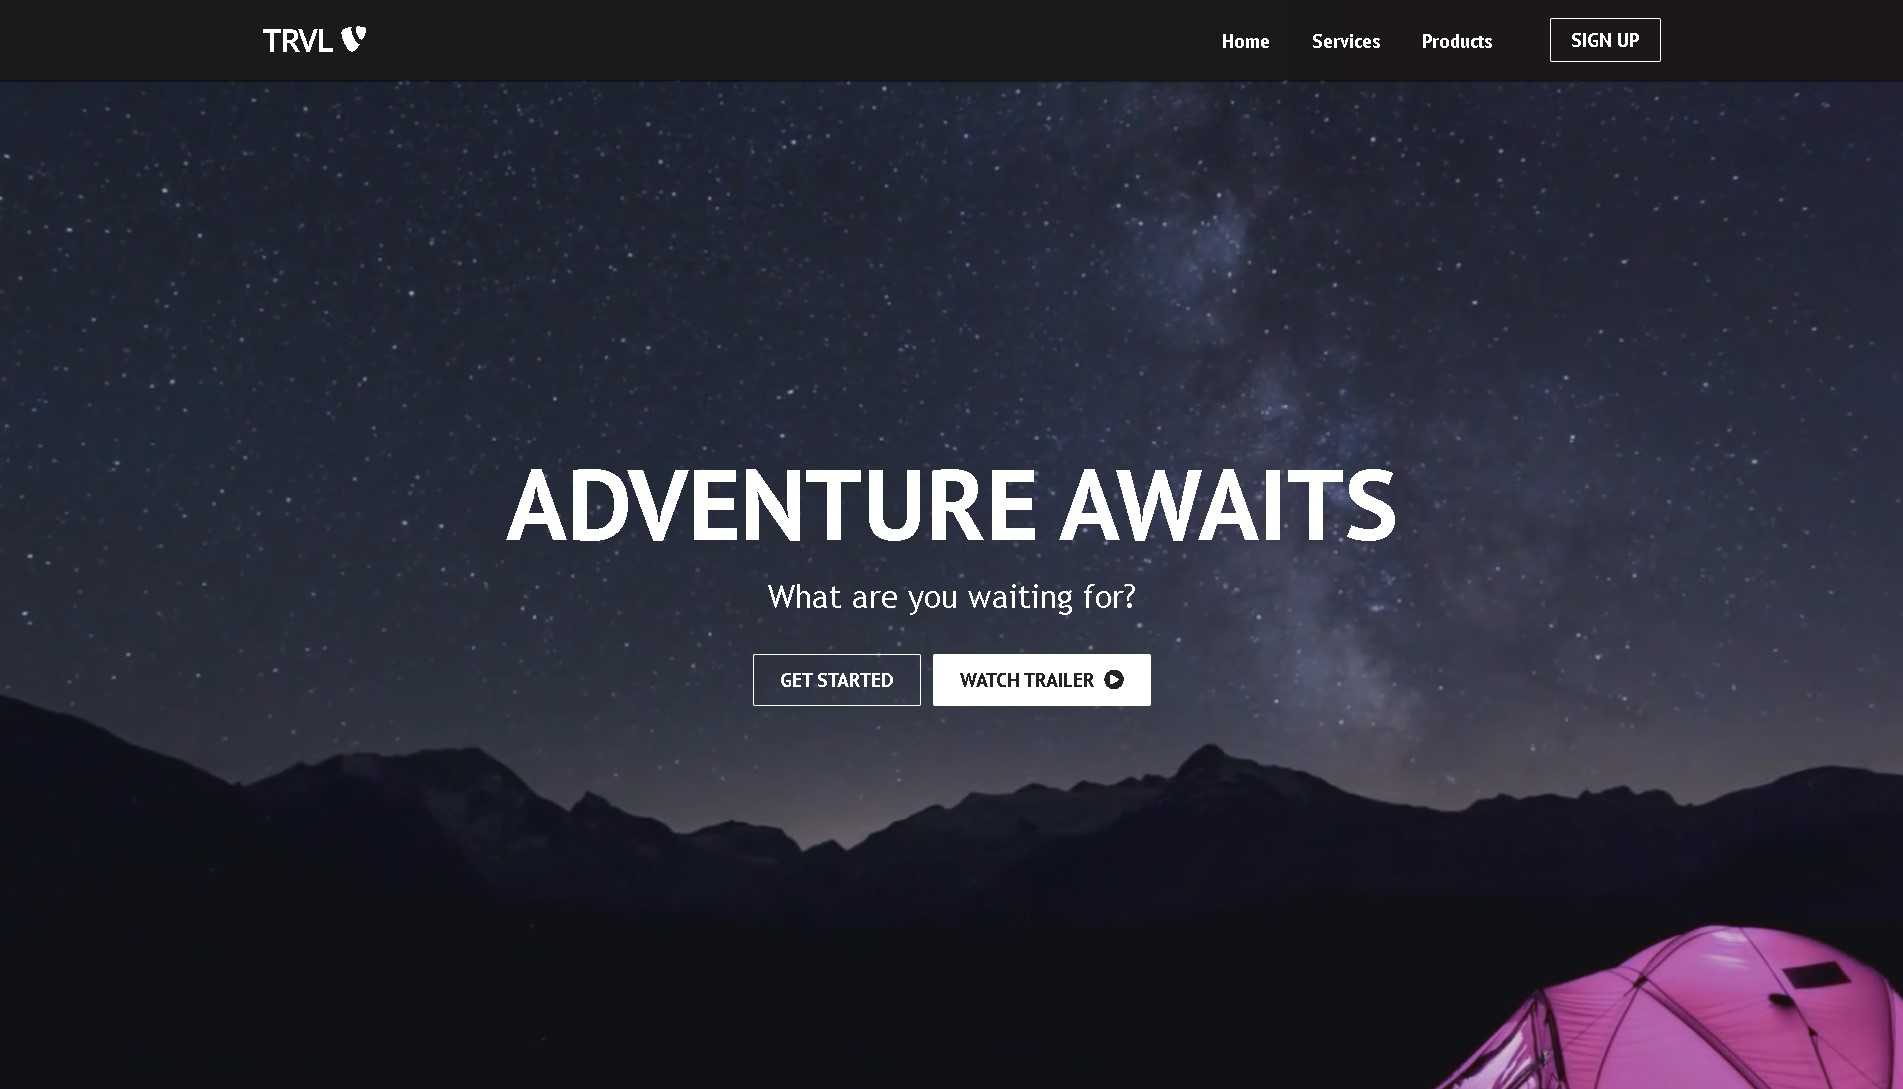 TRVL
Home Services Products SIGN UP
ADVENTURE AWAITS
What are you waiting for?
GET STARTED WATCH TRAILER